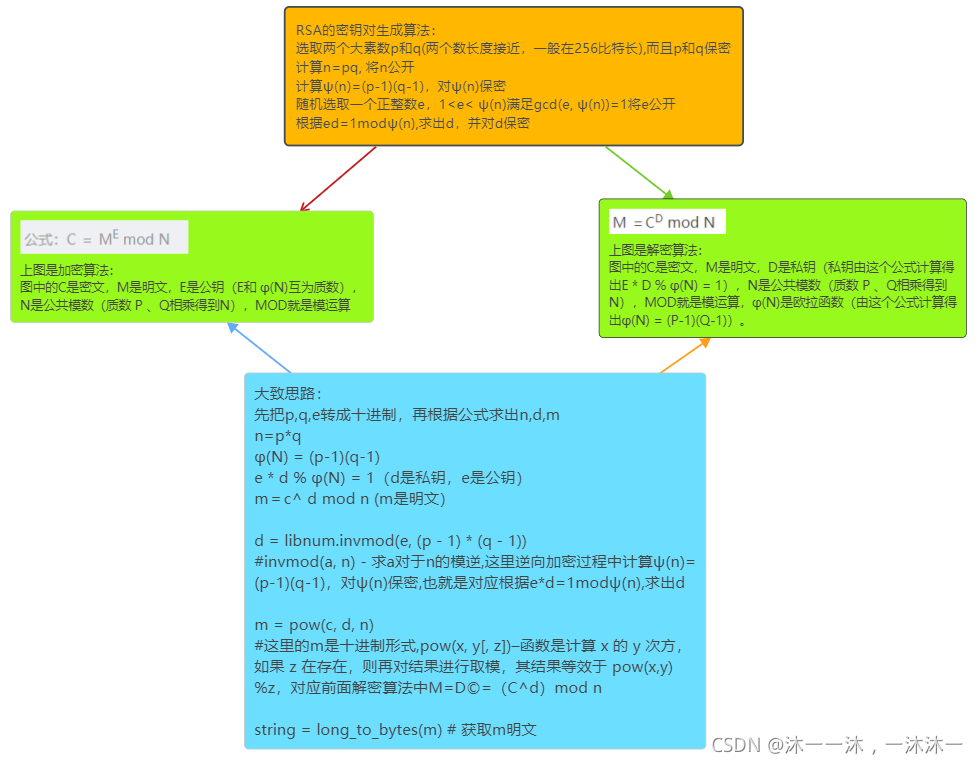 RSA的密钥对生成算法：
选取两个大素数p和q(两个数长度接近，一般在256比特长),而且p和q保密
计算n=pq, 将n公开
计算ψ(n)=(p-1)(q-1)，对ψ(n)保密
随机选取一个正整数e，1<e< ψ(n)满足gcd(e, ψ(n))=1将e公开
根据ed=1modψ(n),求出d，并对d保密
公式：C = M^E mod N
上图是加密算法：
图中的C是密文，M是明文，E是公钥（E和 φ(N)互为质数），
N是公共模数（质数 P 、Q相乘得到N），MOD就是模运算
M = C^D mod N
上图是解密算法：
图中的C是密文，M是明文，D是私钥（私钥由这个公式计算得
出E * D % φ(N) = 1），N是公共模数（质数 P 、Q相乘得到
N），MOD就是模运算，φ(N)是欧拉函数（由这个公式计算得
出φ(N) = (P-1)(Q-1)）。
大致思路：
先把p,q,e转成十进制，再根据公式求出n,d,m
n=p*q
φ(N) = (p-1)(q-1)
e * d % φ(N) = 1（d是私钥，e是公钥）
m = c^ d mod n (m是明文）
d = libnum.invmod(e, (p - 1) * (q - 1))
#invmod(a, n) - 求a对于n的模逆,这里逆向加密过程中计算ψ(n)=
(p-1)(q-1)，对ψ(n)保密,也就是对应根据e*d=1modψ(n),求出d
m = pow(c, d, n)
#这里的m是十进制形式,pow(x, y[, z])–函数是计算 x 的 y 次方，
如果 z 在存在，则再对结果进行取模，其结果等效于 pow(x,y)
%z，对应前面解密算法中M=D©=（C^d）mod n
string = long_to_bytes(m) # 获取m明文
CSDN @沐一一沐，一沐沐一